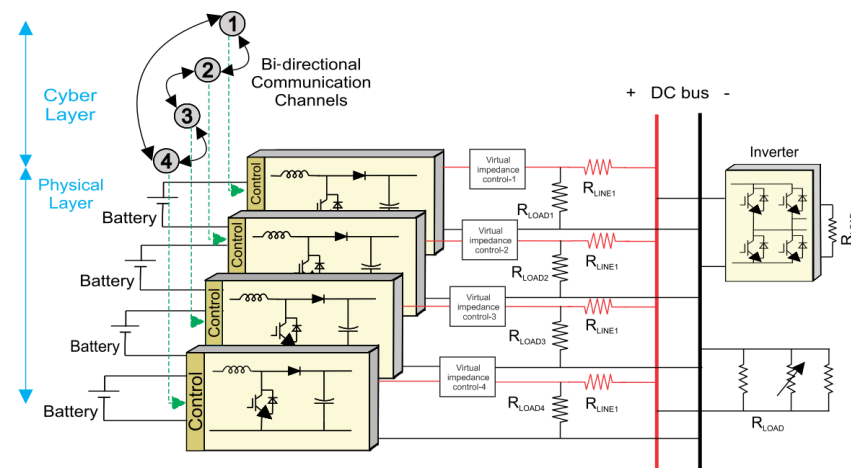 1
2
3
4
Bi-directional
Communication
Channels
Cyber
Layer
Physical
Layer
+ DC bus -
Inverter
Control
Virtual
impedance
control-1
RLOAD1
RLINE1
Battery
Control
Virtual
impedance
control-2
RLOAD2
RLINE1
Battery
Control
Virtual
impedance
control-3
RLOAD3
RLINE1
Battery
Control
Virtual
impedance
control-4
RLOAD4
RLINE1
Battery
RLOAD